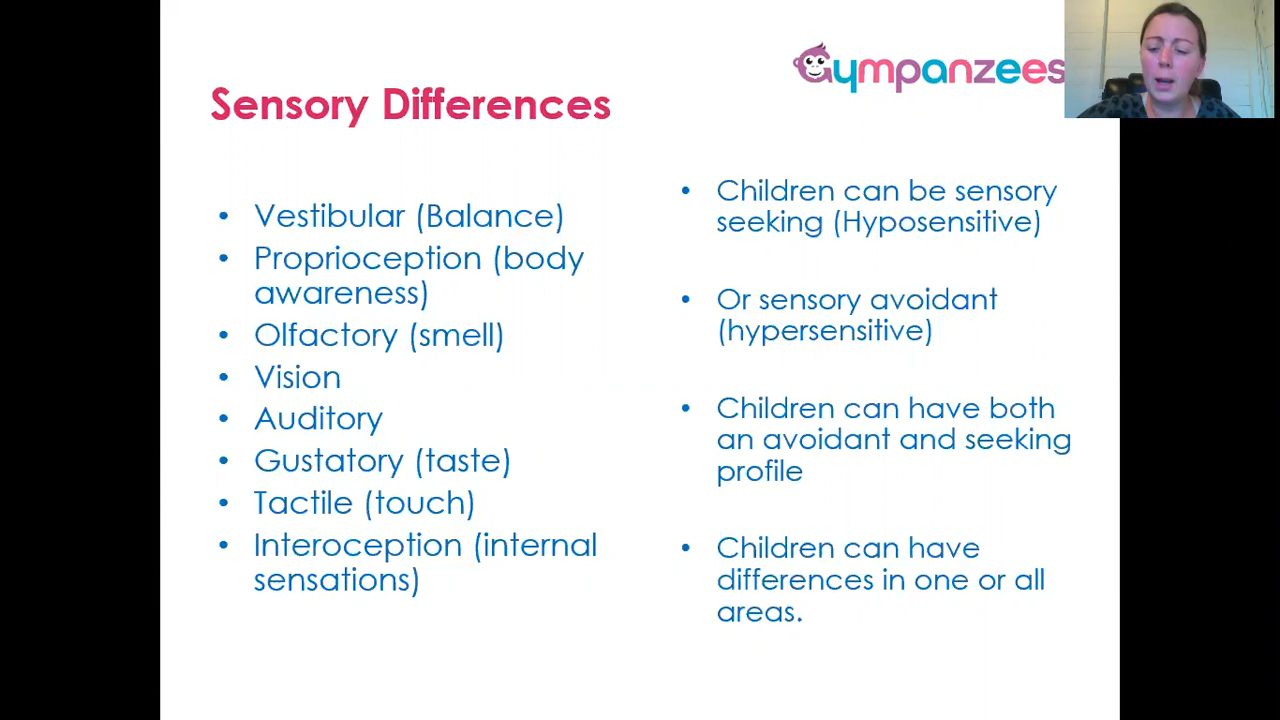 Gympanzees
Sensory Differences
• Vestibular (Balance)
• Proprioception (body
awareness)
• Olfactory (smell)
• Vision
• Auditory
• Gustatory (taste)
• Tactile (touch)
• Interoception (internal
sensations)
• Children can be sensory
seeking (Hyposensitive)
• Or sensory avoidant
(hypersensitive)
• Children can have both
an avoidant and seeking
profile
• Children can have
differences in one or all
areas.